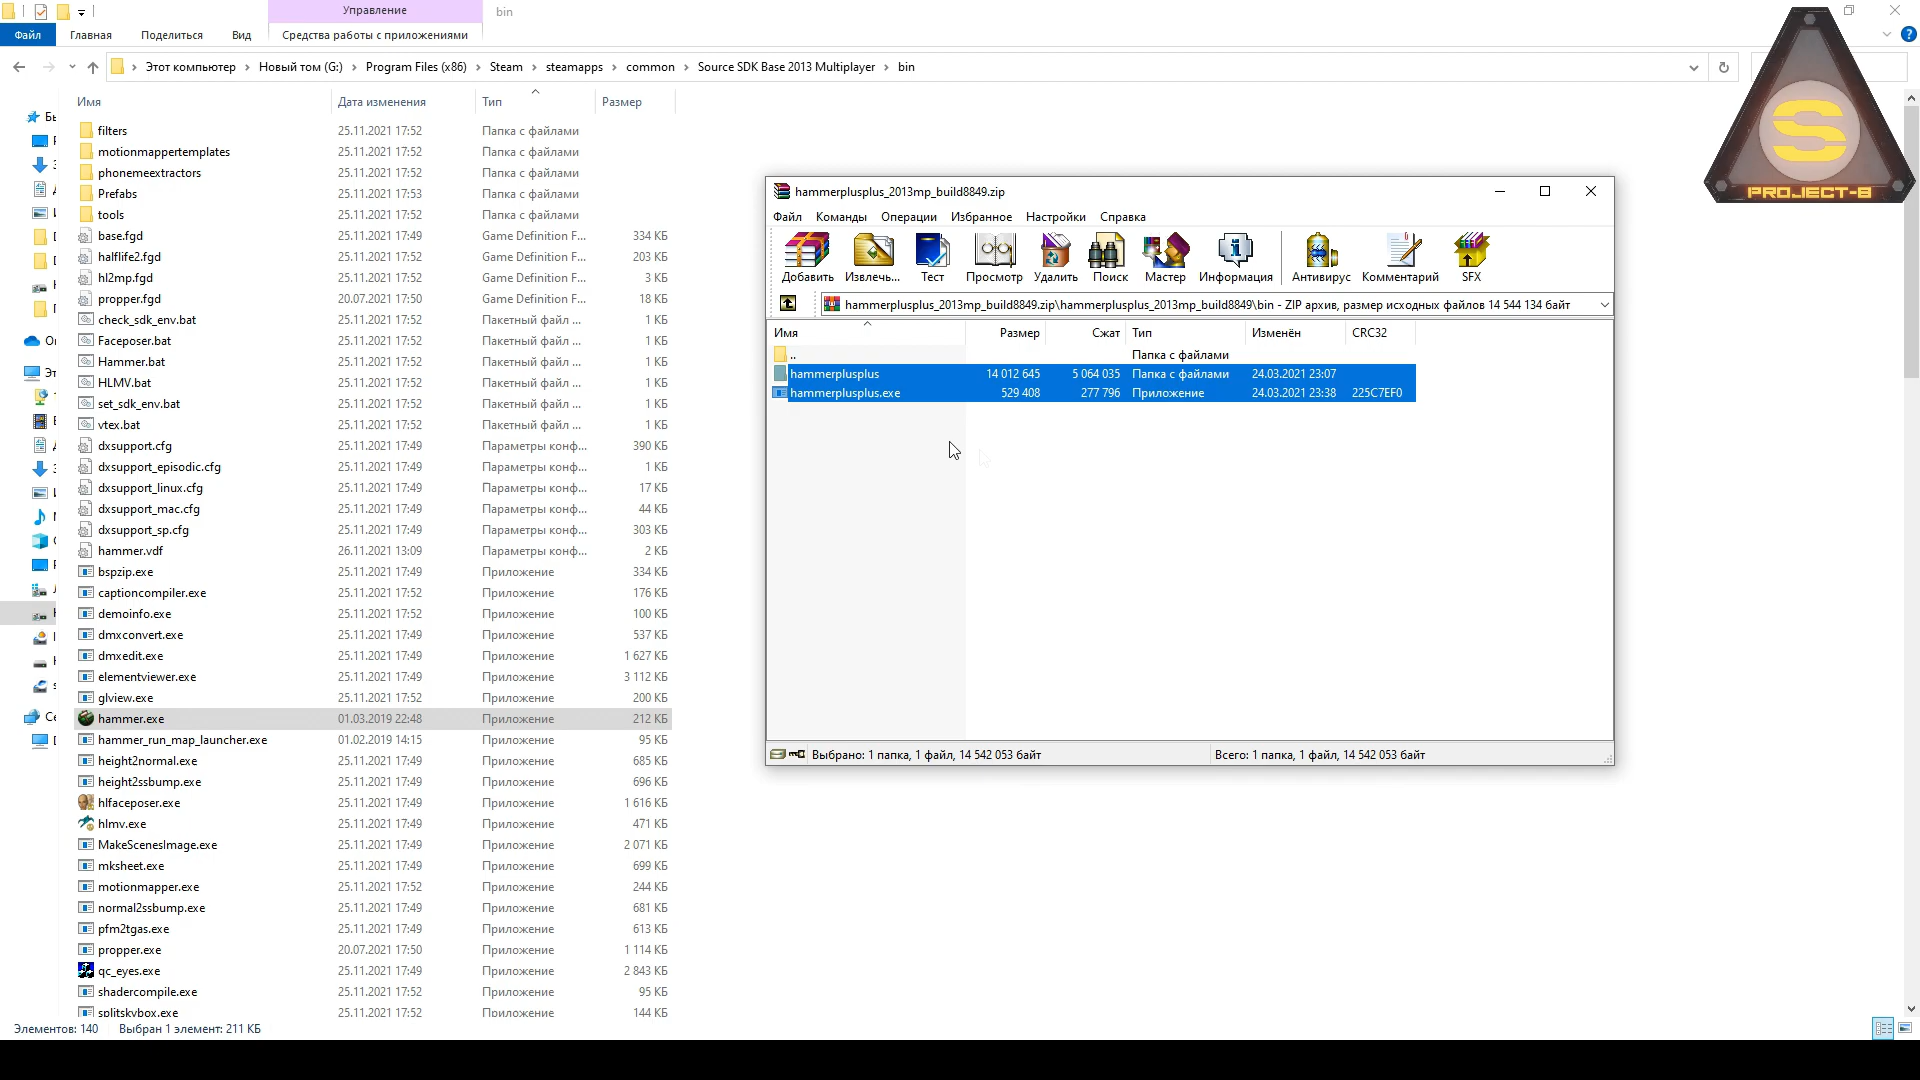 Управление
bin
Файл
Главная
Поделиться
Вид
Средства работы с приложениями
Этот компьютер > Новый том (G:) > Program Files (x86) > Steam > steamapps > common > Source SDK Base 2013 Multiplayer > bin
Имя Дата изменения Тип Размер
filters 25.11.2021 17:52 Папка с файлами
motionmappertemplates 25.11.2021 17:52 Папка с файлами
phonemeextractors 25.11.2021 17:52 Папка с файлами
Prefabs 25.11.2021 17:53 Папка с файлами
tools 25.11.2021 17:52 Папка с файлами
base.fgd 25.11.2021 17:49 Game Definition F... 334 КБ
halflife2.fgd 25.11.2021 17:49 Game Definition F... 203 КБ
hl2mp.fgd 25.11.2021 17:49 Game Definition F... 3 КБ
propper.fgd 20.07.2021 17:50 Game Definition F... 18 КБ
check_sdk_env.bat 25.11.2021 17:52 Пакетный файл ... 1 КБ
Faceposer.bat 25.11.2021 17:52 Пакетный файл ... 1 КБ
Hammer.bat 25.11.2021 17:52 Пакетный файл ... 1 КБ
HLMV.bat 25.11.2021 17:52 Пакетный файл ... 1 КБ
set_sdk_env.bat 25.11.2021 17:52 Пакетный файл ... 1 КБ
vtex.bat 25.11.2021 17:52 Пакетный файл ... 1 КБ
dxsupport.cfg 25.11.2021 17:49 Параметры конф... 390 КБ
dxsupport_episodic.cfg 25.11.2021 17:49 Параметры конф... 1 КБ
dxsupport_linux.cfg 25.11.2021 17:49 Параметры конф... 17 КБ
dxsupport_mac.cfg 25.11.2021 17:49 Параметры конф... 44 КБ
dxsupport_sp.cfg 25.11.2021 17:49 Параметры конф... 303 КБ
hammer.vdf 26.11.2021 13:09 Параметры конф... 2 КБ
bspzip.exe 25.11.2021 17:49 Приложение 334 КБ
captioncompiler.exe 25.11.2021 17:52 Приложение 176 КБ
demoinfo.exe 25.11.2021 17:52 Приложение 100 КБ
dmxconvert.exe 25.11.2021 17:49 Приложение 537 КБ
dmxedit.exe 25.11.2021 17:49 Приложение 1 627 КБ
elementviewer.exe 25.11.2021 17:49 Приложение 3 112 КБ
glview.exe 25.11.2021 17:52 Приложение 200 КБ
hammer.exe 01.03.2019 22:48 Приложение 212 КБ
hammer_run_map_launcher.exe 01.02.2019 14:15 Приложение 95 КБ
height2normal.exe 25.11.2021 17:49 Приложение 685 КБ
height2ssbump.exe 25.11.2021 17:49 Приложение 696 КБ
hlfaceposer.exe 25.11.2021 17:49 Приложение 1 616 КБ
hlmv.exe 25.11.2021 17:49 Приложение 471 КБ
MakeScenesImage.exe 25.11.2021 17:49 Приложение 2 071 КБ
mksheet.exe 25.11.2021 17:49 Приложение 699 КБ
motionmapper.exe 25.11.2021 17:52 Приложение 244 КБ
normal2ssbump.exe 25.11.2021 17:49 Приложение 681 КБ
pfm2tgas.exe 25.11.2021 17:49 Приложение 613 КБ
propper.exe 20.07.2021 17:50 Приложение 1 114 КБ
qc_eyes.exe 25.11.2021 17:49 Приложение 2 843 КБ
shadercompile.exe 25.11.2021 17:52 Приложение 95 КБ
splitskybox.exe 25.11.2021 17:52 Приложение 144 КБ
Элементов: 140 Выбран 1 элемент: 211 КБ
hammerplusplus_2013mp_build8849.zip
Файл Команды Операции Избранное Настройки Справка
Добавить Извлечь... Тест Просмотр Удалить Поиск Мастер Информация Антивирус Комментарий SFX
hammerplusplus_2013mp_build8849.zip\hammerplusplus_2013mp_build8849\bin - ZIP архив, размер исходных файлов 14 544 134 байт
Имя Размер Сжат Тип Изменён CRC32
.. Папка с файлами
hammerplusplus 14 012 645 5 064 035 Папка с файлами 24.03.2021 23:07
hammerplusplus.exe 529 408 277 796 Приложение 24.03.2021 23:38 225C7EF0
Выбрано: 1 папка, 1 файл, 14 542 053 байт
Всего: 1 папка, 1 файл, 14 542 053 байт
S
PROJECT-8